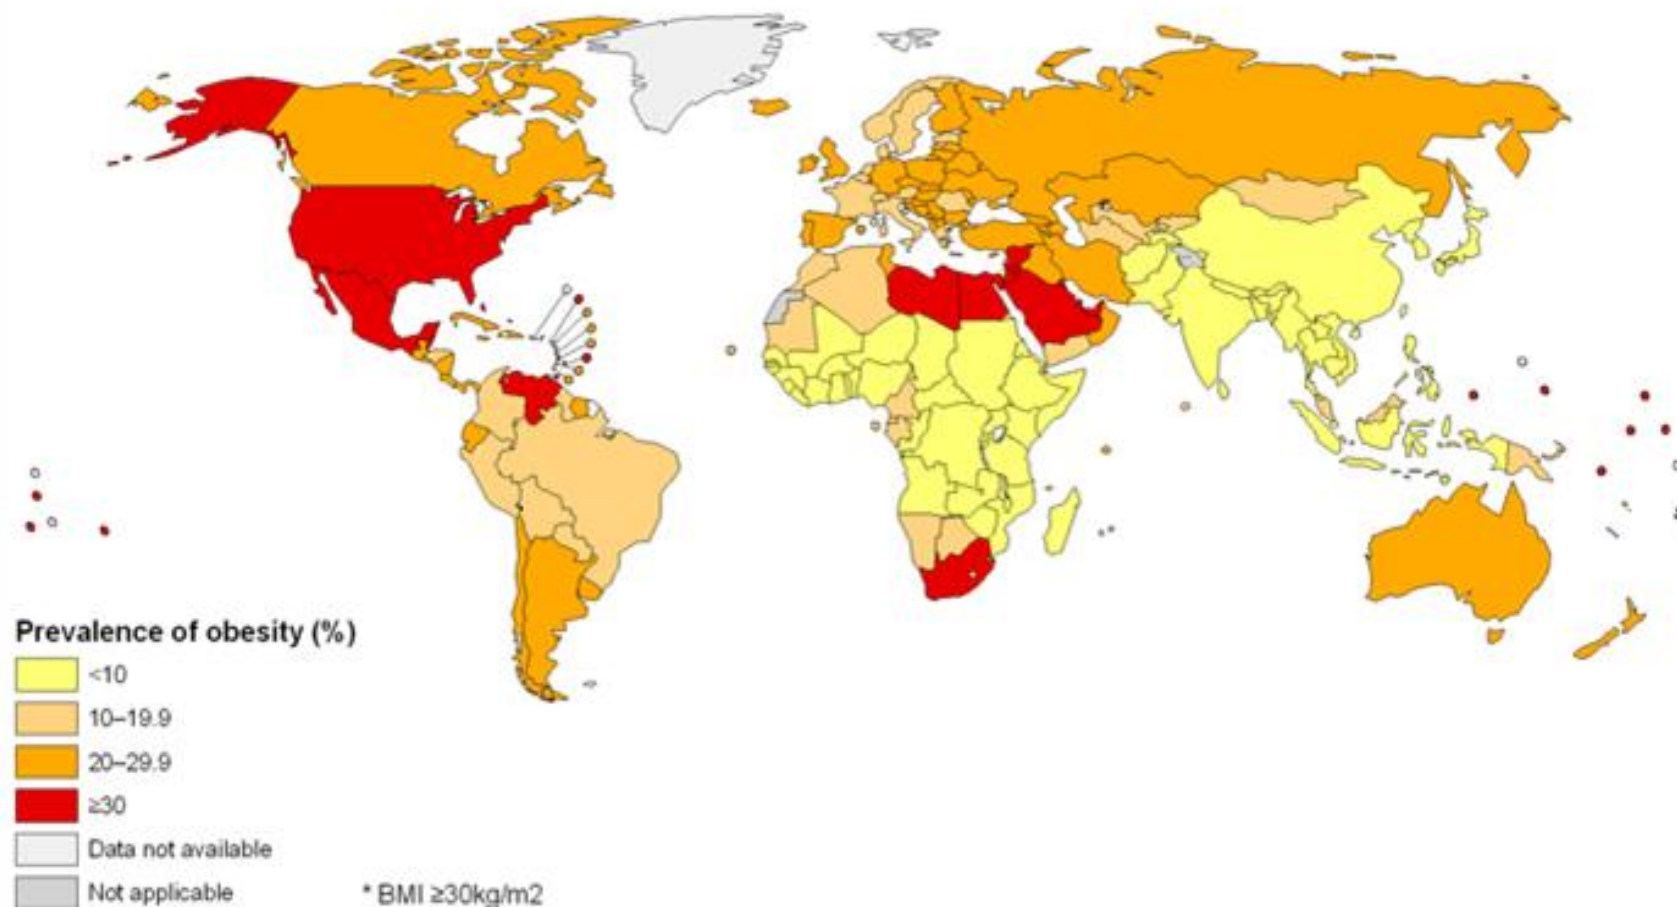 Prevalence of obesity (%)
<10
10–19.9
20–29.9
≥30
Data not available
Not applicable
* BMI ≥30kg/m2